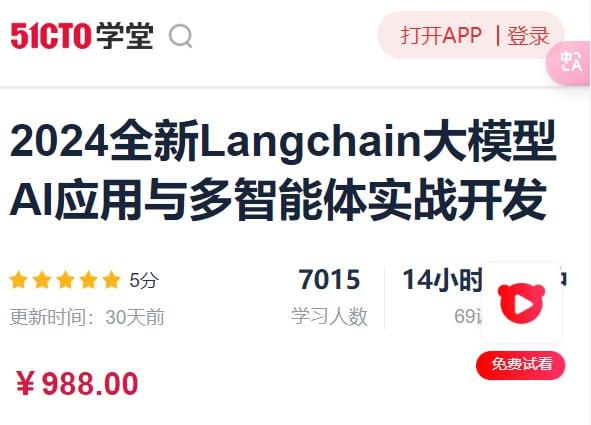 51CTO学堂
打开APP | 登录
中A
2024全新Langchain大模型
AI应用与多智能体实战开发
5分
7015
14小时
更新时间：30天前
学习人数
69
免费试看
￥988.00